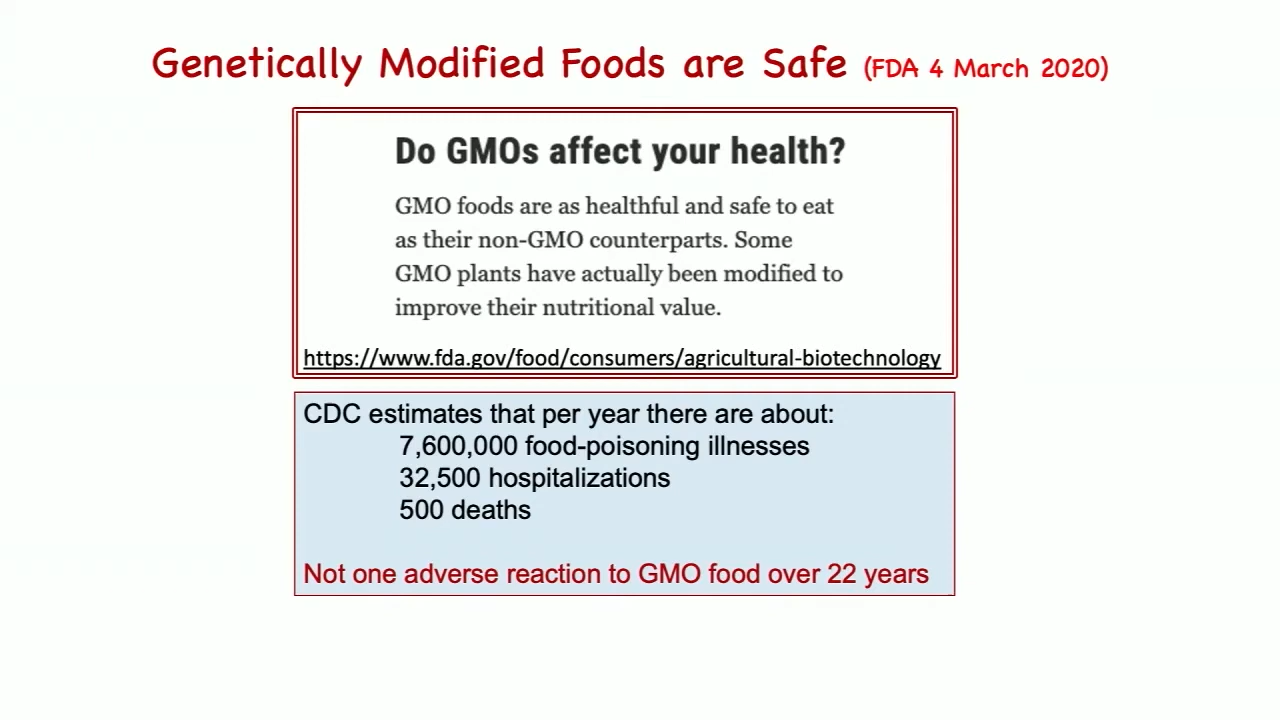 Genetically Modified Foods are Safe (FDA 4 March 2020)
Do GMOs affect your health?
GMO foods are as healthful and safe to eat
as their non-GMO counterparts. Some
GMO plants have actually been modified to
improve their nutritional value.
https://www.fda.gov/food/consumers/agricultural-biotechnology
CDC estimates that per year there are about:
7,600,000 food-poisoning illnesses
32,500 hospitalizations
500 deaths
Not one adverse reaction to GMO food over 22 years